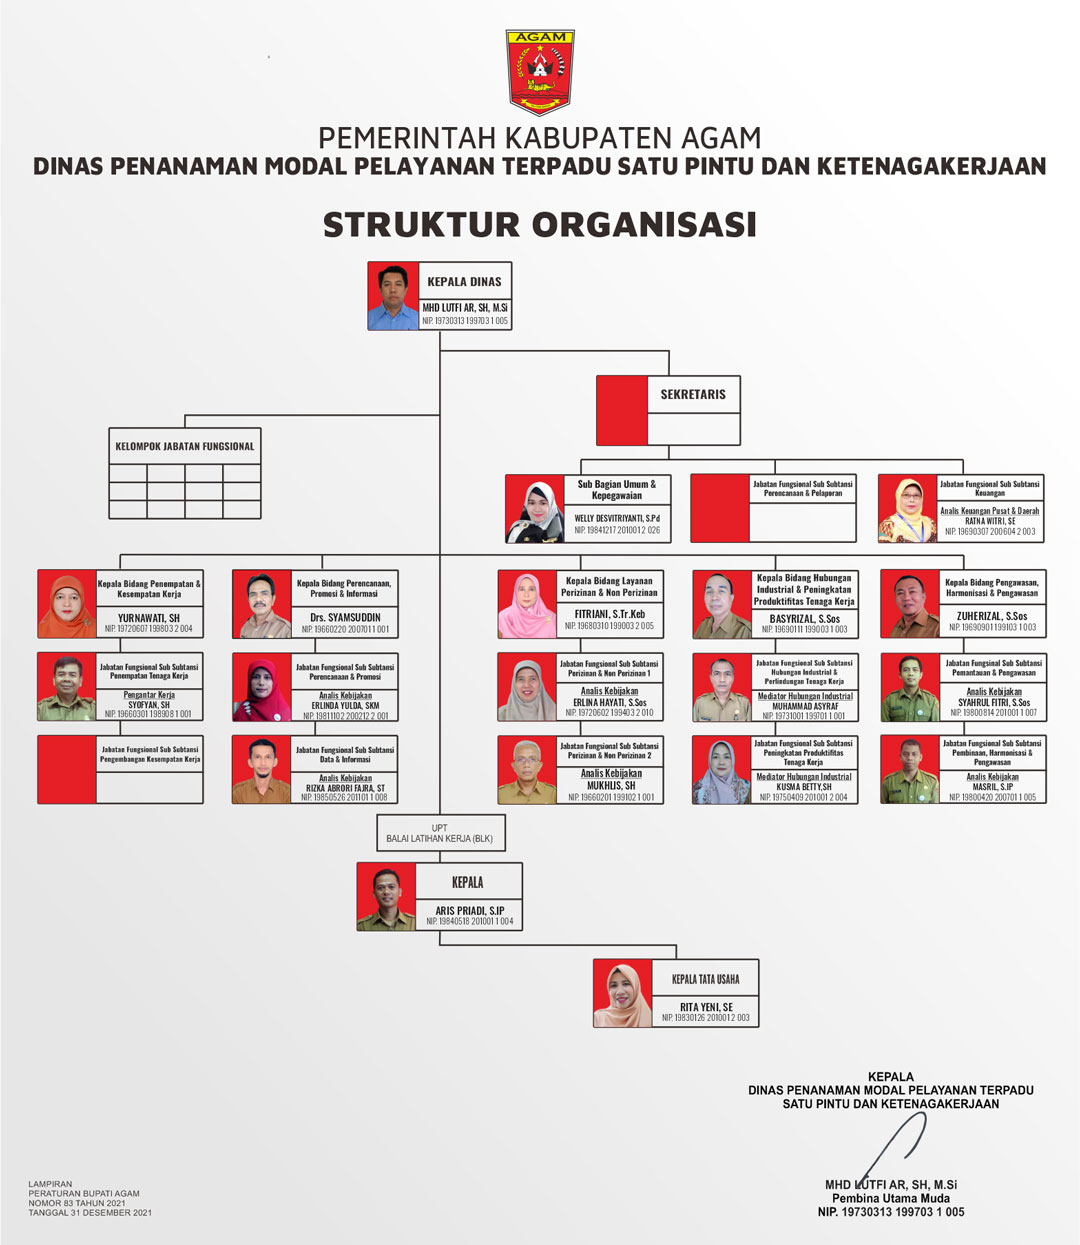 AGAM
PEMERINTAH KABUPATEN AGAM
DINAS PENANAMAN MODAL PELAYANAN TERPADU SATU PINTU DAN KETENAGAKERJAAN
STRUKTUR ORGANISASI
KEPALA DINAS
MHD LUTFI AR, SH, M.Si
NIP. 19730313 199703 1 005
SEKRETARIS
KELOMPOK JABATAN FUNGSIONAL
Sub Bagian Umum &
Kepegawaian
WELLY DESVITRIYANTI, S.Pd
NIP. 19841217 201001 2 026
Jabatan Fungsional Sub Subtansi
Perencanaan & Pelaporan
Jabatan Fungsional Sub Subtansi
Keuangan
Analis Keuangan Pusat & Daerah
RATNA WITRI, SE
NIP. 19690307 200604 2 003
Kepala Bidang Penempatan &
Kesempatan Kerja
YURNAWATI, SH
NIP. 19720607 199803 2 004
Kepala Bidang Perencanaan,
Promosi & Informasi
Drs. SYAMSUDDIN
NIP. 19660220 200701 1 001
Kepala Bidang Layanan
Perizinan & Non Perizinan
FITRIANI, S.Tr.Keb
NIP. 19680310 199003 2 005
Kepala Bidang Hubungan
Industrial & Peningkatan
Produktifitas Tenaga Kerja
BASYRIZAL, S.Sos
NIP. 19690111 199003 1 003
Kepala Bidang Pengawasan,
Harmonisasi & Pengawasan
ZUHERIZAL, S.Sos
NIP. 19690901 199103 1 003
Jabatan Fungsional Sub Subtansi
Penempatan Tenaga Kerja
Pengantar Kerja
SYOFYAN, SH
NIP. 19660301 198908 1 001
Jabatan Fungsional Sub Subtansi
Perencanaan & Promosi
Analis Kebijakan
ERLINDA YULDA, SKM
NIP. 19811102 200212 2 001
Jabatan Fungsional Sub Subtansi
Perizinan & Non Perizinan 1
Analis Kebijakan
ERLINA HAYATI, S.Sos
NIP. 19720602 199403 2 010
Jabatan Fungsional Sub Subtansi
Hubungan Industrial &
Perlindungan Tenaga Kerja
Mediator Hubungan Industrial
MUHAMMAD ASYRAF
NIP. 19731001 199701 1 001
Jabatan Fungsional Sub Subtansi
Pemantauan & Pengawasan
Analis Kebijakan
SYAHRUL FITRI, S.Sos
NIP. 19800814 201001 1 007
Jabatan Fungsional Sub Subtansi
Pengembangan Kesempatan Kerja
Jabatan Fungsional Sub Subtansi
Data & Informasi
Analis Kebijakan
RIZKA ABRORI FAJRA, ST
NIP. 19850526 201101 1 008
Jabatan Fungsional Sub Subtansi
Perizinan & Non Perizinan 2
Analis Kebijakan
MUKHLIS, SH
NIP. 19660201 199102 1 001
Jabatan Fungsional Sub Subtansi
Peningkatan Produktifitas
Tenaga Kerja
Mediator Hubungan Industrial
KUSMA BETTY,SH
NIP. 19750409 201001 2 004
Jabatan Fungsional Sub Subtansi
Pembinaan, Harmonisasi &
Pengawasan
Analis Kebijakan
MASRIL, S.IP
NIP. 19800420 200701 1 005
UPT
BALAI LATIHAN KERJA (BLK)
KEPALA
ARIS PRIADI, S.IP
NIP. 19840518 201001 1 004
KEPALA TATA USAHA
RITA YENI, SE
NIP. 19830126 201001 2 003
KEPALA
DINAS PENANAMAN MODAL PELAYANAN TERPADU
SATU PINTU DAN KETENAGAKERJAAN
MHD LUTFI AR, SH, M.Si
Pembina Utama Muda
NIP. 19730313 199703 1 005
LAMPIRAN
PERATURAN BUPATI AGAM
NOMOR 83 TAHUN 2021
TANGGAL 31 DESEMBER 2021